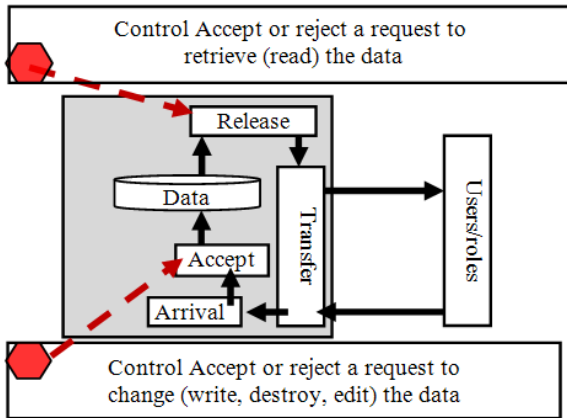 Control Accept or reject a request to
retrieve (read) the data
Release
Data
Transfer
Users/roles
Accept
Arrival
Control Accept or reject a request to
change (write, destroy, edit) the data